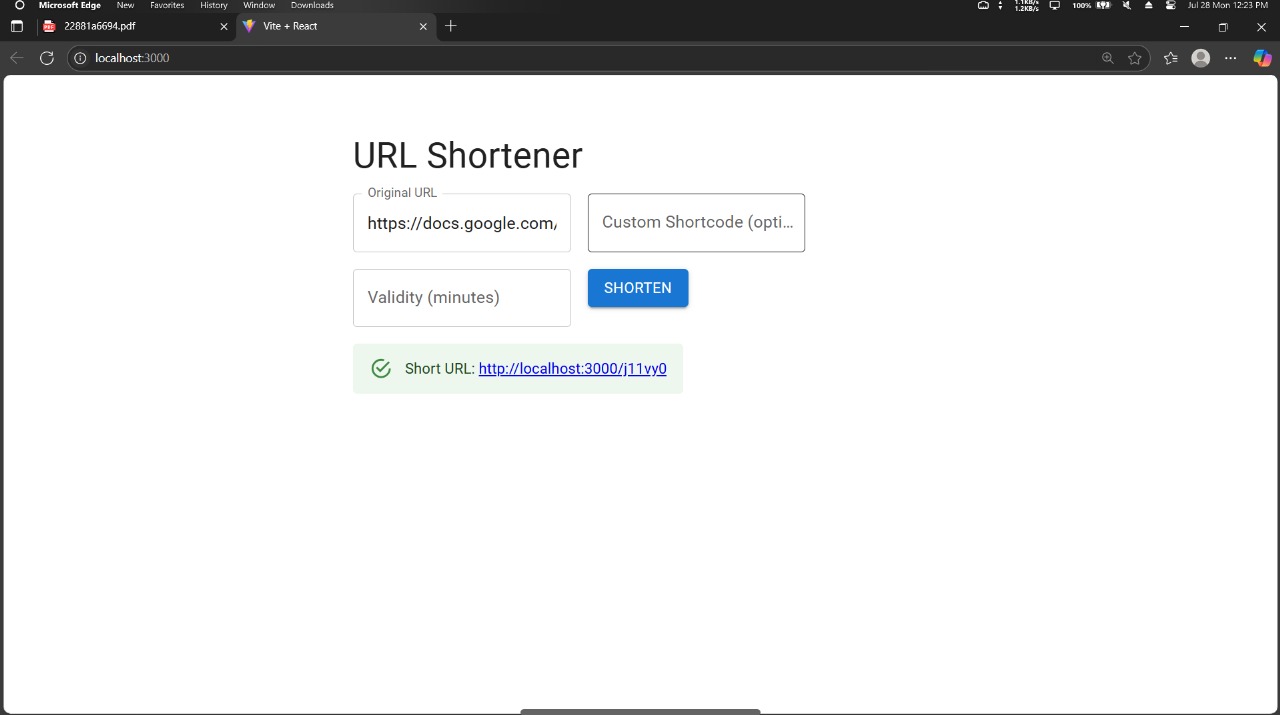 Microsoft Edge New Favorites History Window Downloads 1.1KB/s 1.2KB/s 100% Jul 28 Mon 12:23 PM
PDF 22881a6694.pdf Vite + React
localhost:3000
URL Shortener
Original URL
https://docs.google.com/ Custom Shortcode (opti...
Validity (minutes) SHORTEN
Short URL: http://localhost:3000/j11vy0